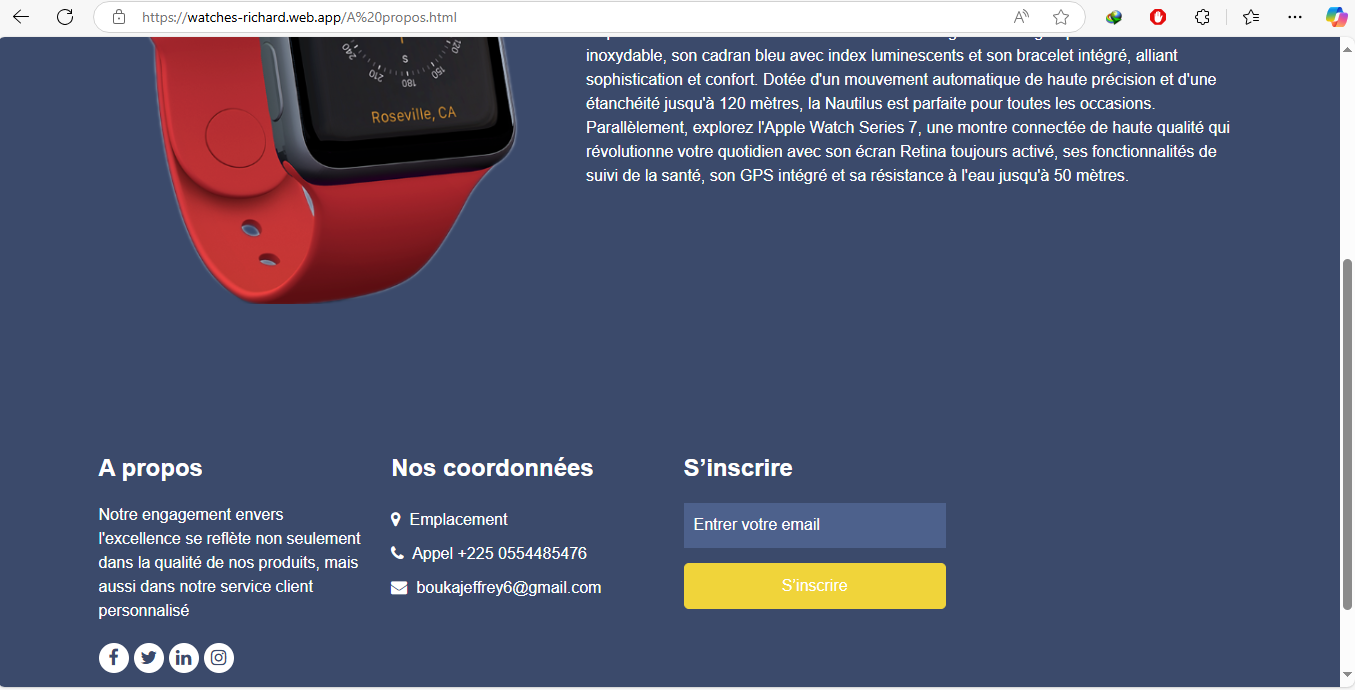 https://watches-richard.web.app/A%20propos.html
240
210
180
150
120
S
Roseville, CA
inoxydable, son cadran bleu avec index luminescents et son bracelet intégré, alliant
sophistication et confort. Dotée d'un mouvement automatique de haute précision et d'une
étanchéité jusqu'à 120 mètres, la Nautilus est parfaite pour toutes les occasions.
Parallèlement, explorez l'Apple Watch Series 7, une montre connectée de haute qualité qui
révolutionne votre quotidien avec son écran Retina toujours activé, ses fonctionnalités de
suivi de la santé, son GPS intégré et sa résistance à l'eau jusqu'à 50 mètres.
A propos
Notre engagement envers
l'excellence se reflète non seulement
dans la qualité de nos produits, mais
aussi dans notre service client
personnalisé
Nos coordonnées
Emplacement
Appel +225 0554485476
boukajeffrey6@gmail.com
S’inscrire
Entrer votre email
S'inscrire